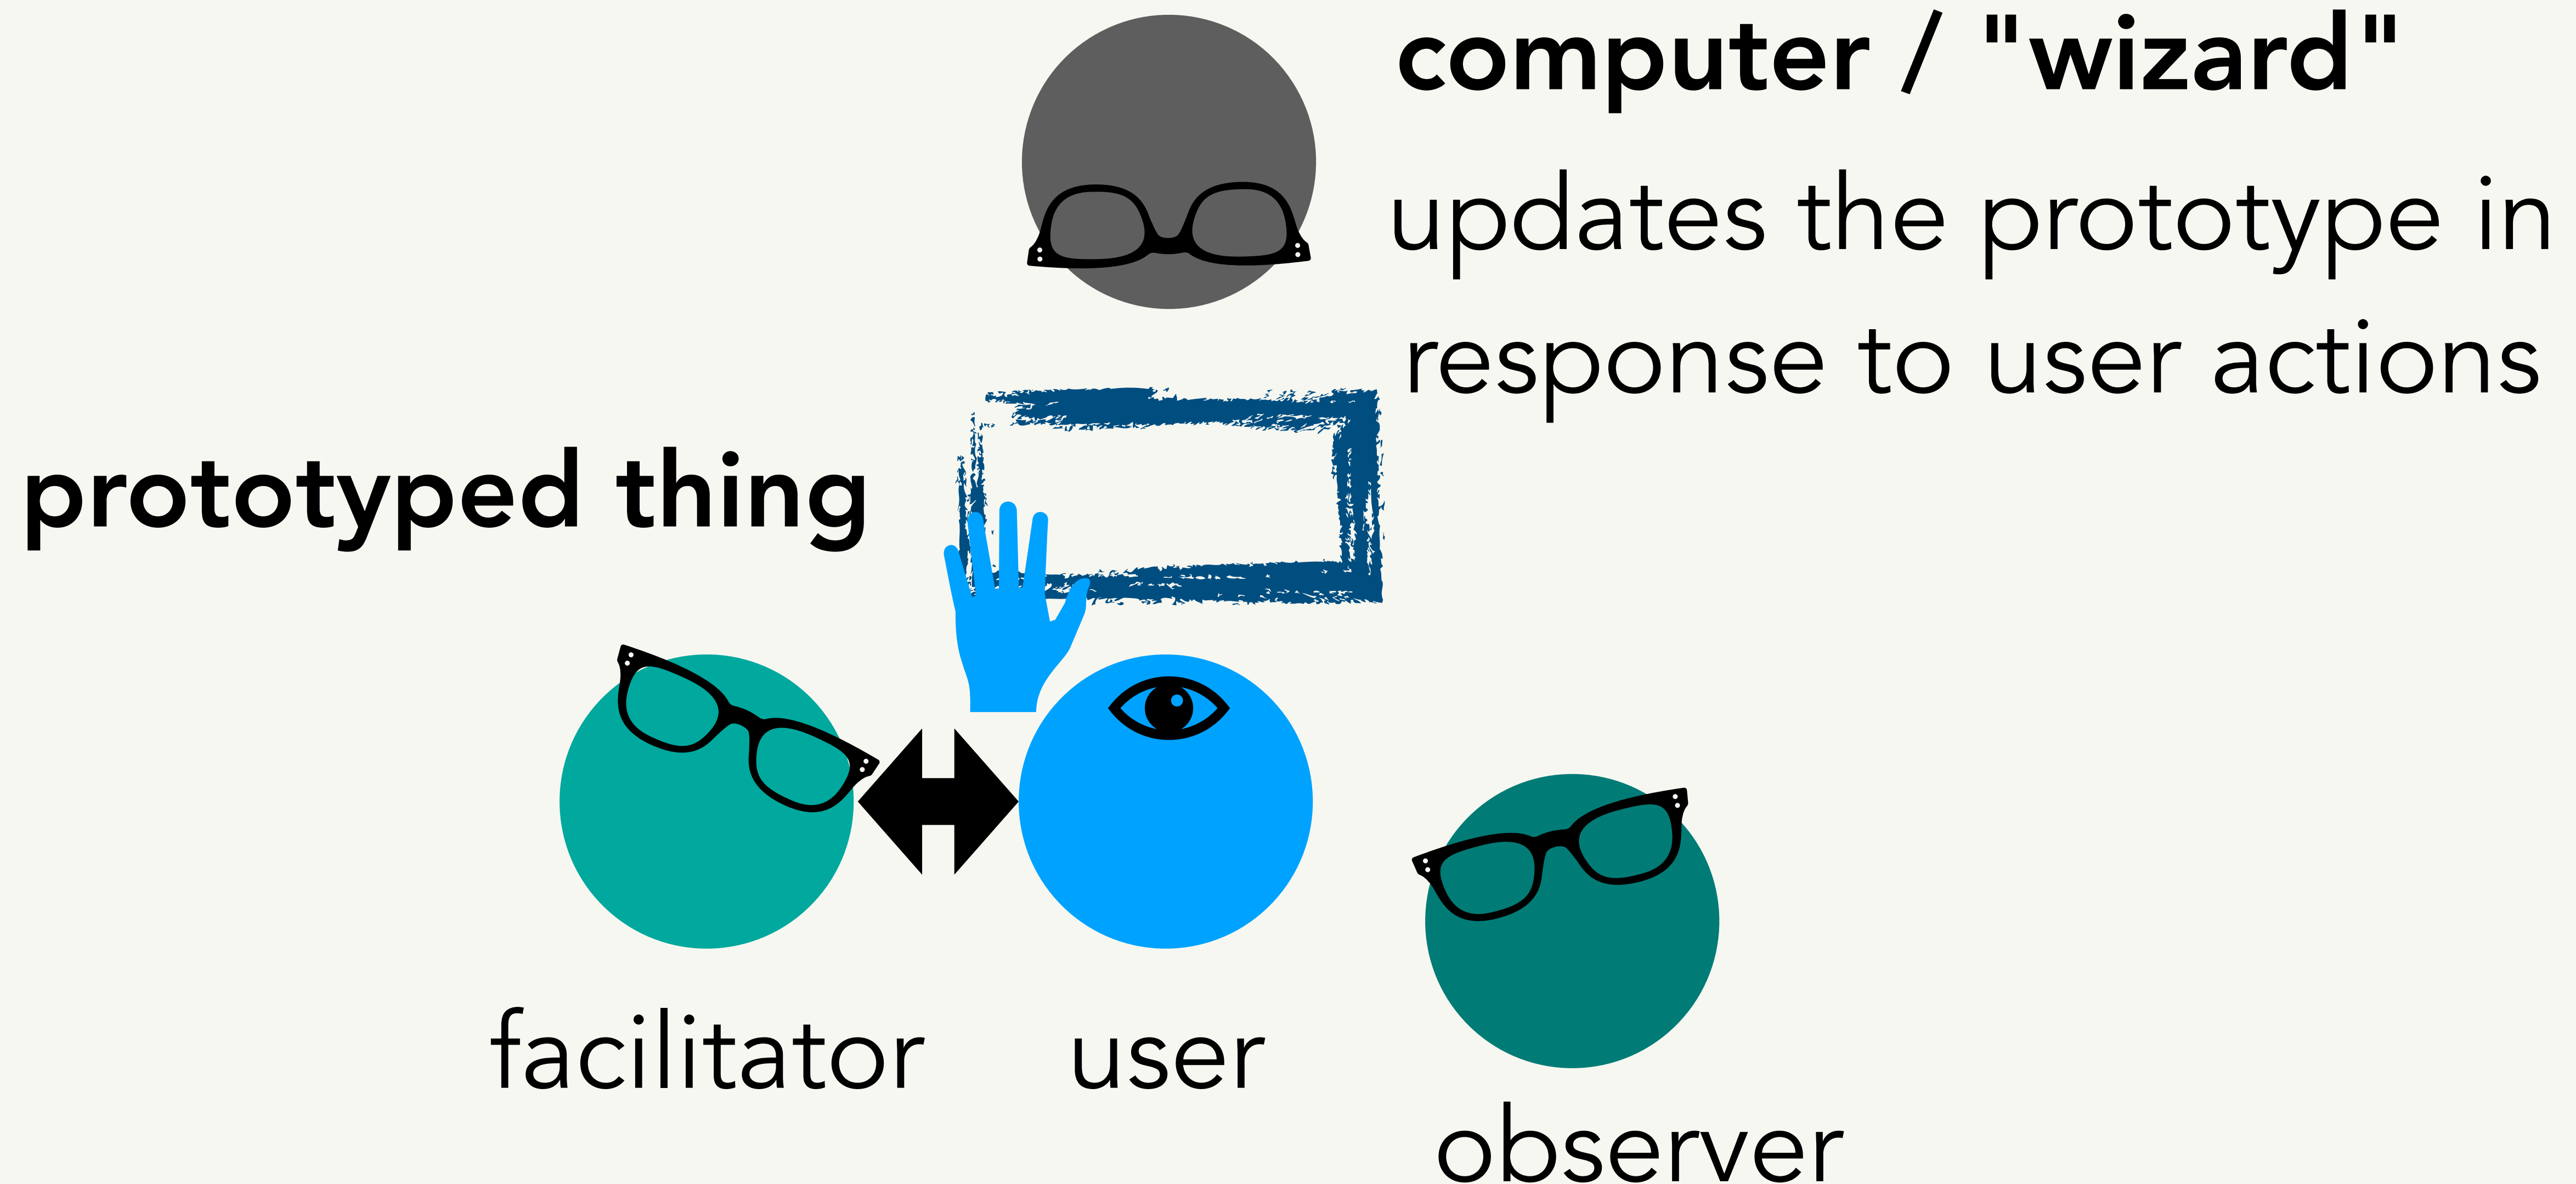 computer / "wizard"
updates the prototype in
response to user actions
prototyped thing
facilitator
user
observer